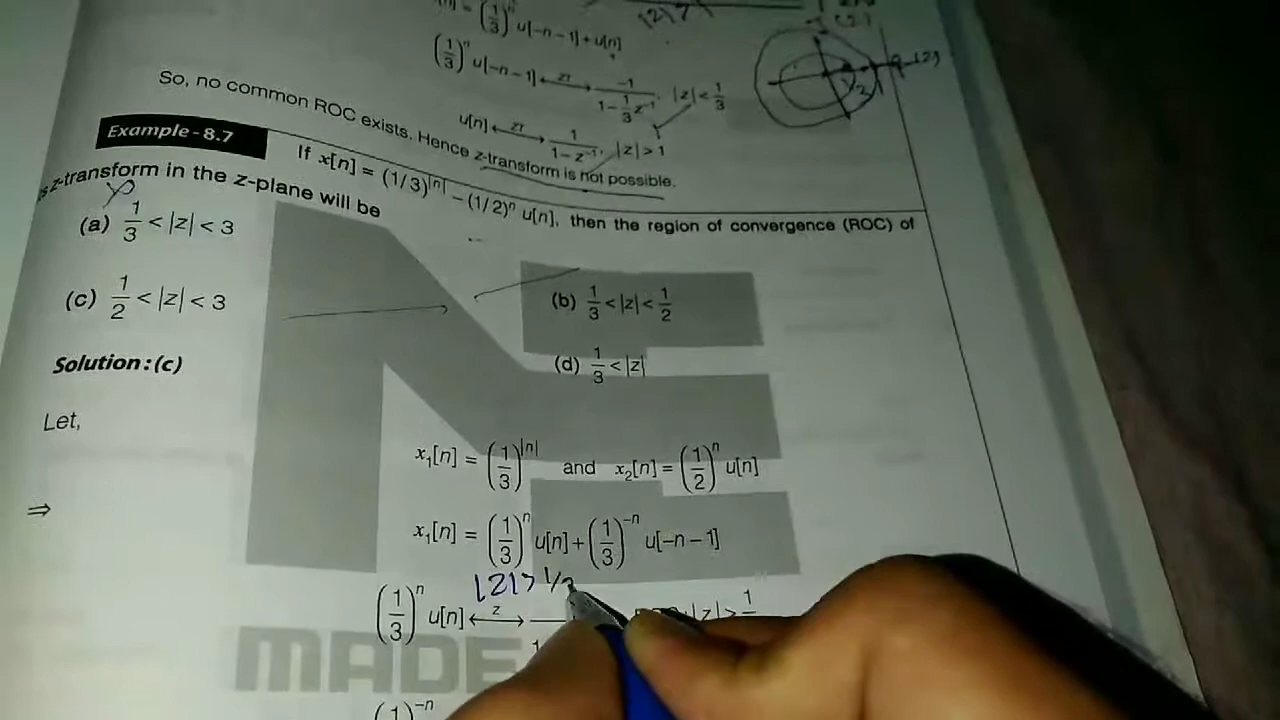 = (1/3)^n u[-n-1]+u[n]
(1/3)^n u[-n-1] ←ZT→ -1/(1-(1/3)z^-1), |z|<1/3
u[n] ←ZT→ 1/(1-z^-1), |z|>1
So, no common ROC exists. Hence z-transform is not possible.
Example - 8.7
If x[n] = (1/3)^|n| - (1/2)^n u[n], then the region of convergence (ROC) of
z-transform in the z-plane will be
(a) 1/3 < |z| < 3
(b) 1/3 < |z| < 1/2
(c) 1/2 < |z| < 3
(d) 1/3 < |z|
Solution : (c)
Let,
x₁[n] = (1/3)^|n| and x₂[n] = (1/2)^n u[n]
⇒
x₁[n] = (1/3)^n u[n] + (1/3)^-n u[-n-1]
|z|>
(1/3)^n u[n] ←z→ |z| > 1
(1)^-n
MADE